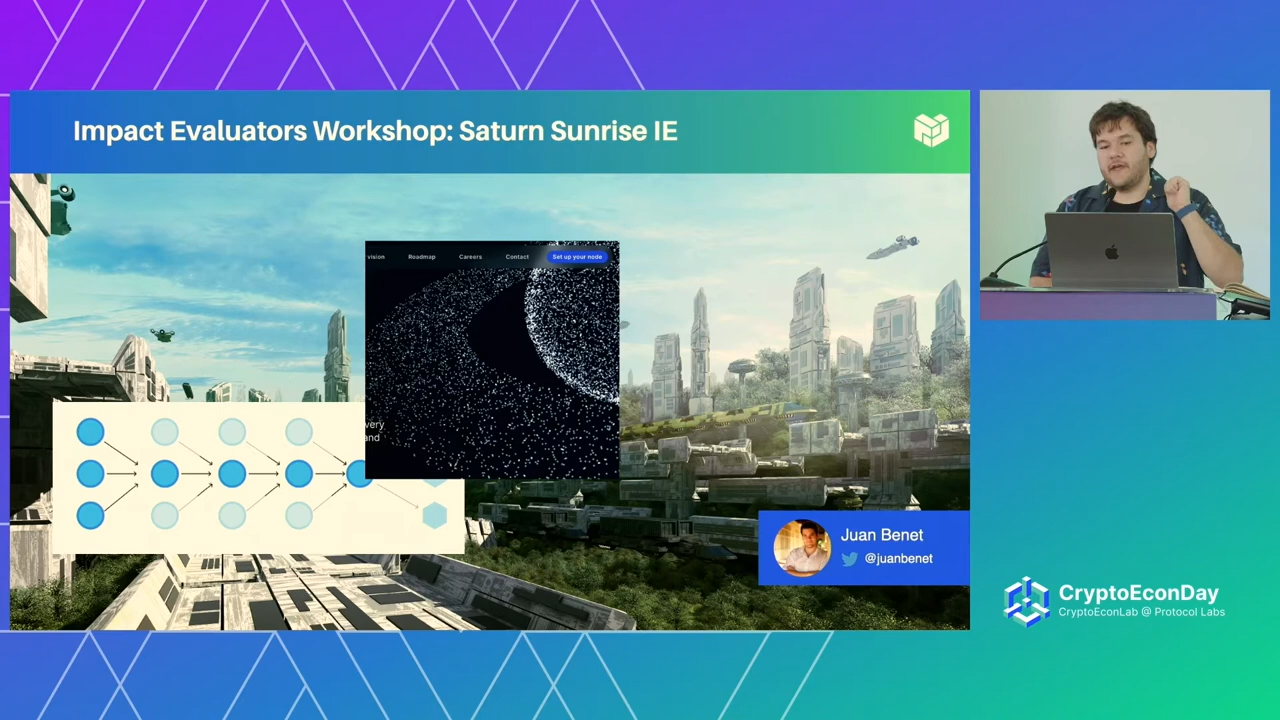 Impact Evaluators Workshop: Saturn Sunrise IE
vision Roadmap Careers Contact Set up your node
very
and
Juan Benet
@juanbenet
CryptoEconDay
CryptoEconLab @ Protocol Labs